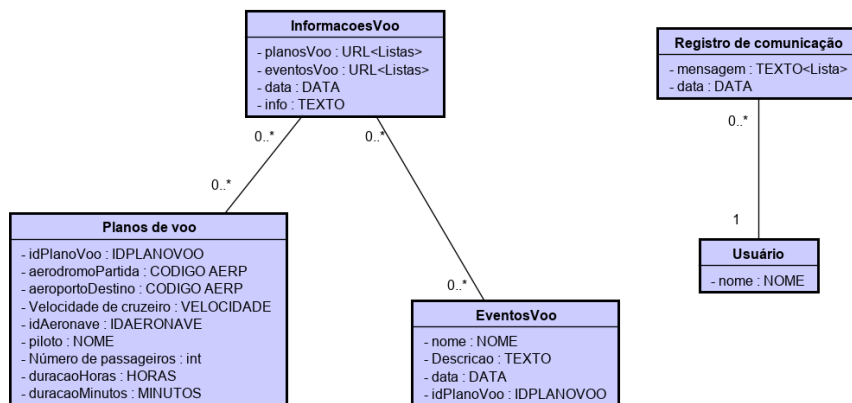 InformacoesVoo
- planosVoo : URL<Listas>
- eventosVoo : URL<Listas>
- data : DATA
- info : TEXTO
Registro de comunicação
- mensagem : TEXTO<Lista>
- data : DATA
0..*
0..*
0..*
0..*
1
Planos de voo
- idPlanoVoo : IDPLANOVOO
- aerodromoPartida : CODIGO AERP
- aeroportoDestino : CODIGO AERP
- Velocidade de cruzeiro : VELOCIDADE
- idAeronave : IDAERONAVE
- piloto : NOME
- Número de passageiros : int
- duracaoHoras : HORAS
- duracaoMinutos : MINUTOS
Usuário
- nome : NOME
0..*
EventosVoo
- nome : NOME
- Descricao : TEXTO
- data : DATA
- idPlanoVoo : IDPLANOVOO